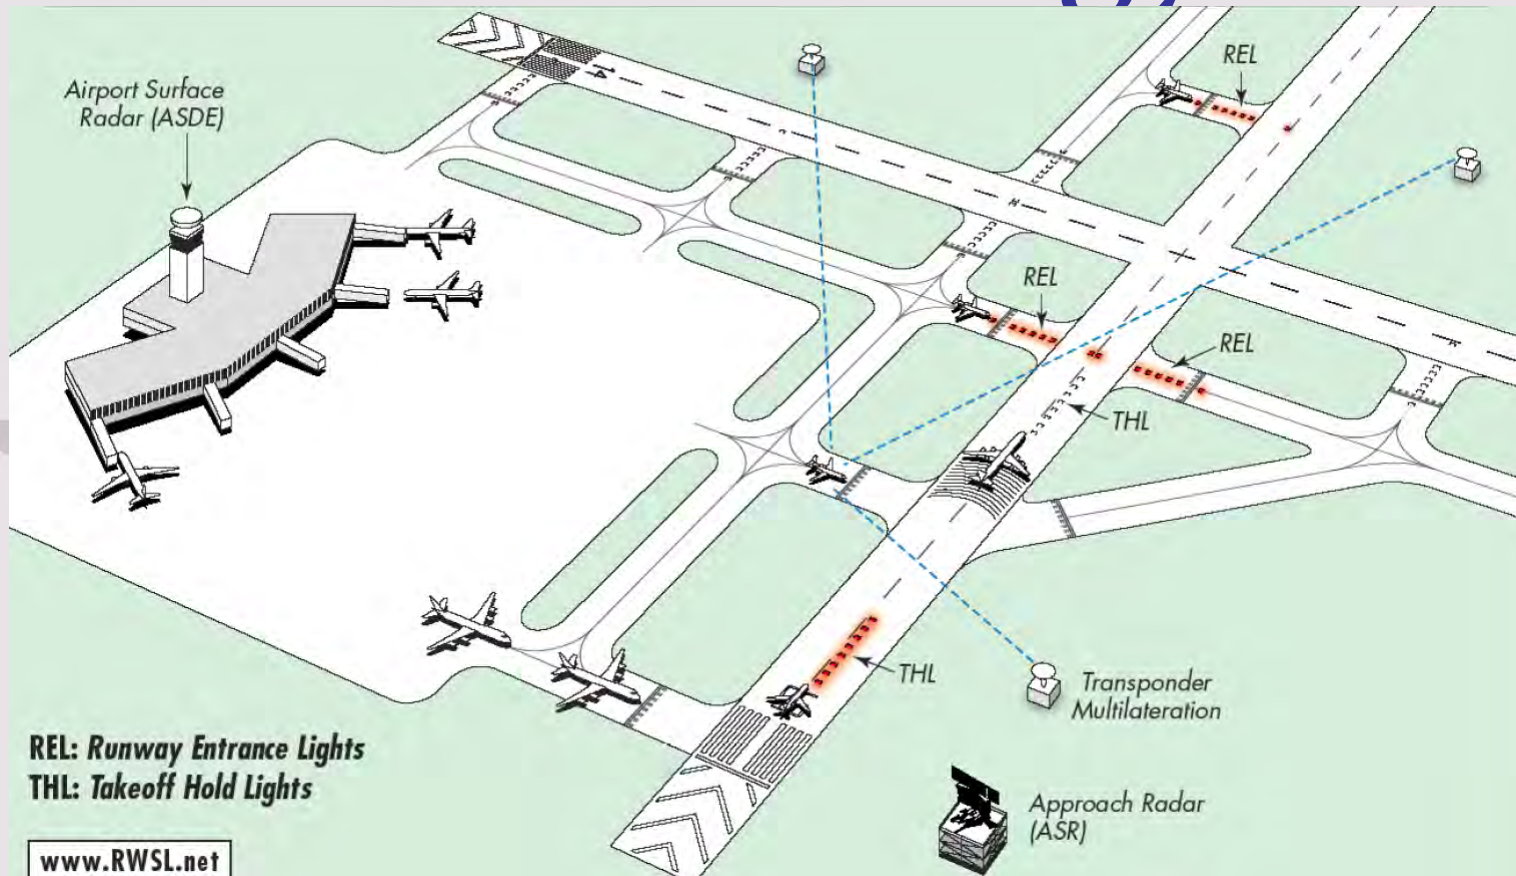 REL
Airport Surface
Radar (ASDE)
REL
REL
THL
THL
Transponder
Multilateration
REL: Runway Entrance Lights
THL: Takeoff Hold Lights
Approach Radar
(ASR)
www.RWSL.net